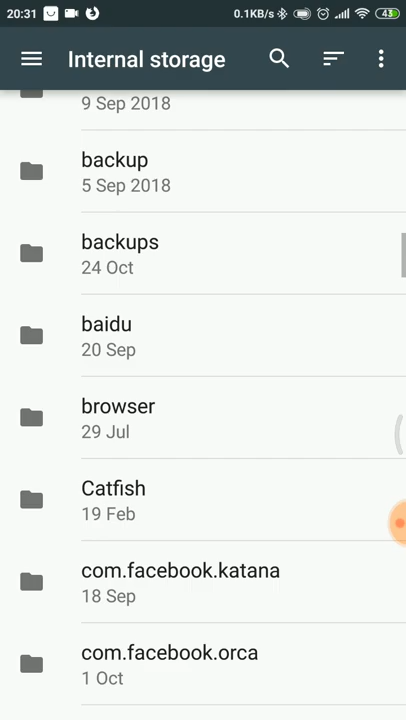 20:31 0.1KB/s 43
Internal storage
9 Sep 2018
backup
5 Sep 2018
backups
24 Oct
baidu
20 Sep
browser
29 Jul
Catfish
19 Feb
com.facebook.katana
18 Sep
com.facebook.orca
1 Oct